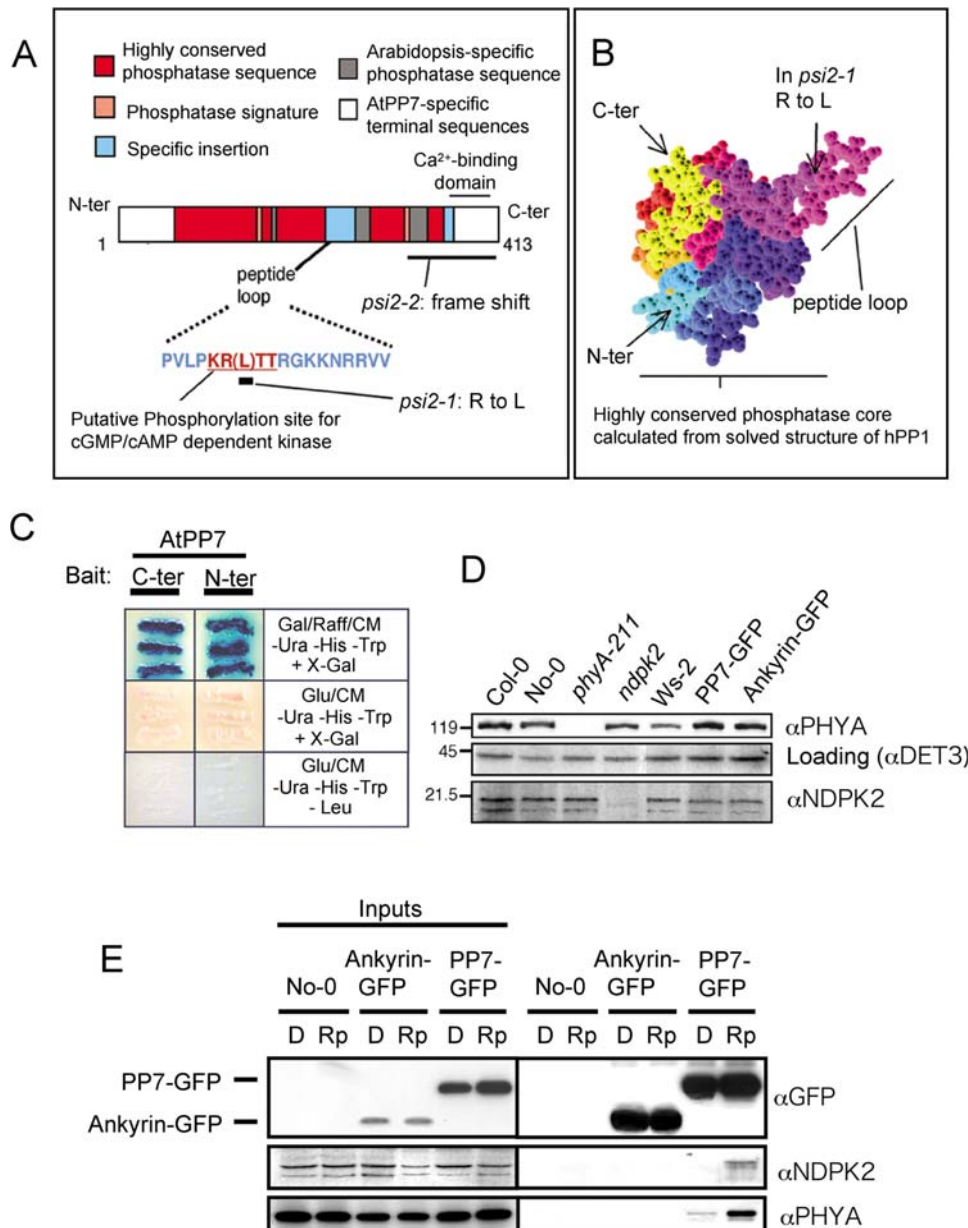 A
Highly conserved
phosphatase sequence
Phosphatase signature
Specific insertion
Arabidopsis-specific
phosphatase sequence
AtPP7-specific
terminal sequences
Ca²⁺-binding
domain
N-ter
C-ter
1
413
peptide
loop
psi2-2: frame shift
PVLPKR(L)TTRGKKNRRVV
psi2-1: R to L
Putative Phosphorylation site for
cGMP/cAMP dependent kinase
B
In psi2-1
R to L
C-ter
peptide loop
N-ter
Highly conserved phosphatase core
calculated from solved structure of hPP1
C
AtPP7
Bait: C-ter N-ter
Gal/Raff/CM
-Ura -His -Trp
+ X-Gal
Glu/CM
-Ura -His -Trp
+ X-Gal
Glu/CM
-Ura -His -Trp
- Leu
D
Col-0 No-0 phyA-211 ndpk2 Ws-2 PP7-GFP Ankyrin-GFP
119 αPHYA
45 Loading (αDET3)
21.5 αNDPK2
E
Inputs
No-0 Ankyrin-GFP PP7-GFP No-0 Ankyrin-GFP PP7-GFP
D Rp D Rp D Rp D Rp D Rp D Rp
PP7-GFP
Ankyrin-GFP
αGFP
αNDPK2
αPHYA